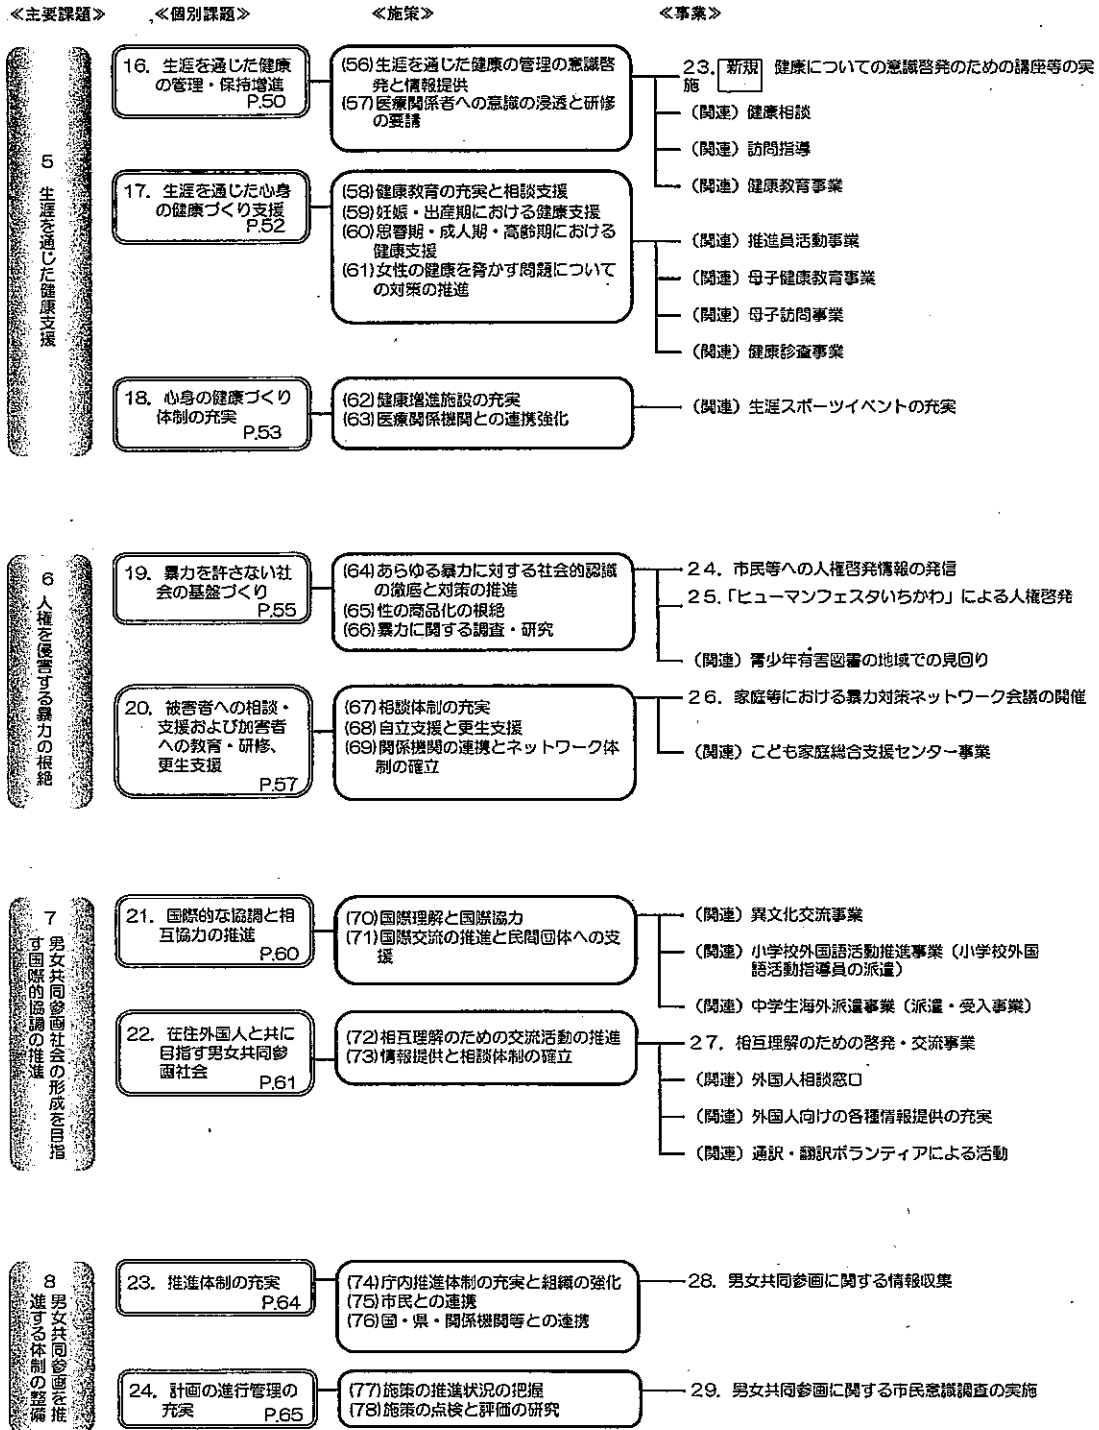 ≪主要課題≫ ≪個別課題≫ ≪施策≫ ≪事業≫
5 生涯を通じた健康支援
16．生涯を通じた健康
の管理・保持増進
P.50
(56)生涯を通じた健康の管理の意識啓
発と情報提供
(57)医療関係者への意識の浸透と研修
の要請
23．新規 健康についての意識啓発のための講座等の実
施
（関連）健康相談
（関連）訪問指導
（関連）健康教育事業
17．生涯を通じた心身
の健康づくり支援
P.52
(58)健康教育の充実と相談支援
(59)妊娠・出産期における健康支援
(60)思春期・成人期・高齢期における
健康支援
(61)女性の健康を脅かす問題について
の対策の推進
（関連）推進員活動事業
（関連）母子健康教育事業
（関連）母子訪問事業
（関連）健康診査事業
18．心身の健康づくり
体制の充実
P.53
(62)健康増進施設の充実
(63)医療関係機関との連携強化
（関連）生涯スポーツイベントの充実
6 人権を侵害する暴力の根絶
19．暴力を許さない社
会の基盤づくり
P.55
(64)あらゆる暴力に対する社会的認識
の徹底と対策の推進
(65)性の商品化の根絶
(66)暴力に関する調査・研究
24．市民等への人権啓発情報の発信
25．「ヒューマンフェスタいちかわ」による人権啓発
（関連）青少年有害図書の地域での見回り
20．被害者への相談・
支援および加害者
への教育・研修、
更生支援
P.57
(67)相談体制の充実
(68)自立支援と更生支援
(69)関係機関の連携とネットワーク体
制の確立
26．家庭等における暴力対策ネットワーク会議の開催
（関連）こども家庭総合支援センター事業
7 男女共同参画社会の形成を目指
す国際的協調の推進
21．国際的な協調と相
互協力の推進
P.60
(70)国際理解と国際協力
(71)国際交流の推進と民間団体への支
援
（関連）異文化交流事業
（関連）小学校外国語活動推進事業（小学校外国
語活動指導員の派遣）
（関連）中学生海外派遣事業（派遣・受入事業）
22．在住外国人と共に
目指す男女共同参
画社会
P.61
(72)相互理解のための交流活動の推進
(73)情報提供と相談体制の確立
27．相互理解のための啓発・交流事業
（関連）外国人相談窓口
（関連）外国人向けの各種情報提供の充実
（関連）通訳・翻訳ボランティアによる活動
8 男女共同参画を推
進する体制の整備
23．推進体制の充実
P.64
(74)庁内推進体制の充実と組織の強化
(75)市民との連携
(76)国・県・関係機関等との連携
28．男女共同参画に関する情報収集
24．計画の進行管理の
充実
P.65
(77)施策の推進状況の把握
(78)施策の点検と評価の研究
29．男女共同参画に関する市民意識調査の実施